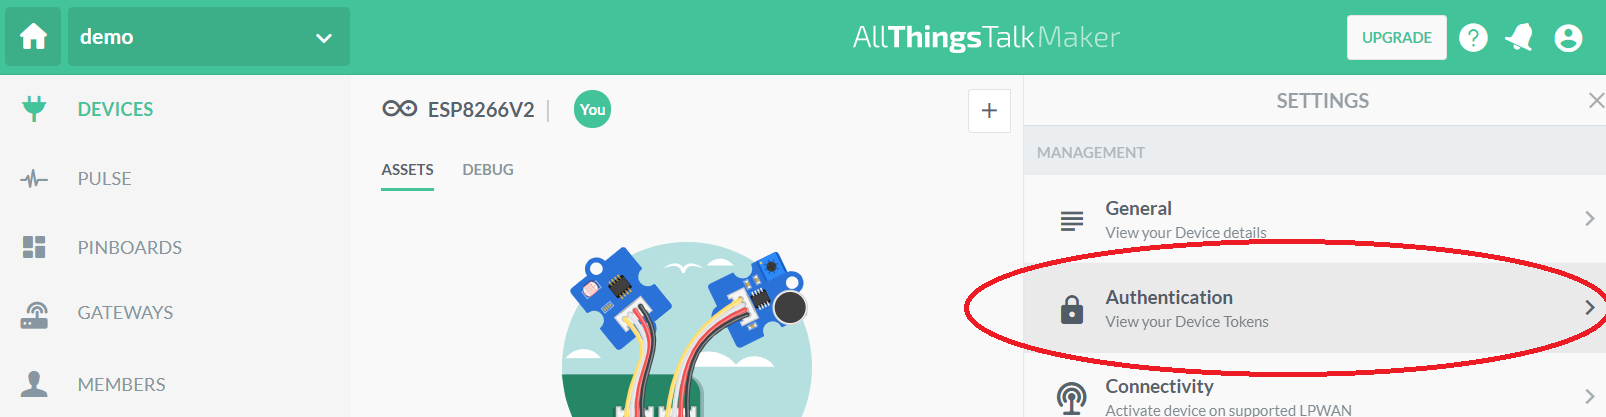 demo
AllThingsTalkMaker
UPGRADE
?
DEVICES
PULSE
PINBOARDS
GATEWAYS
MEMBERS
ESP8266V2
You
+
ASSETS
DEBUG
SETTINGS
MANAGEMENT
General
View your Device details
Authentication
View your Device Tokens
Connectivity
Activate device on supported LPWAN